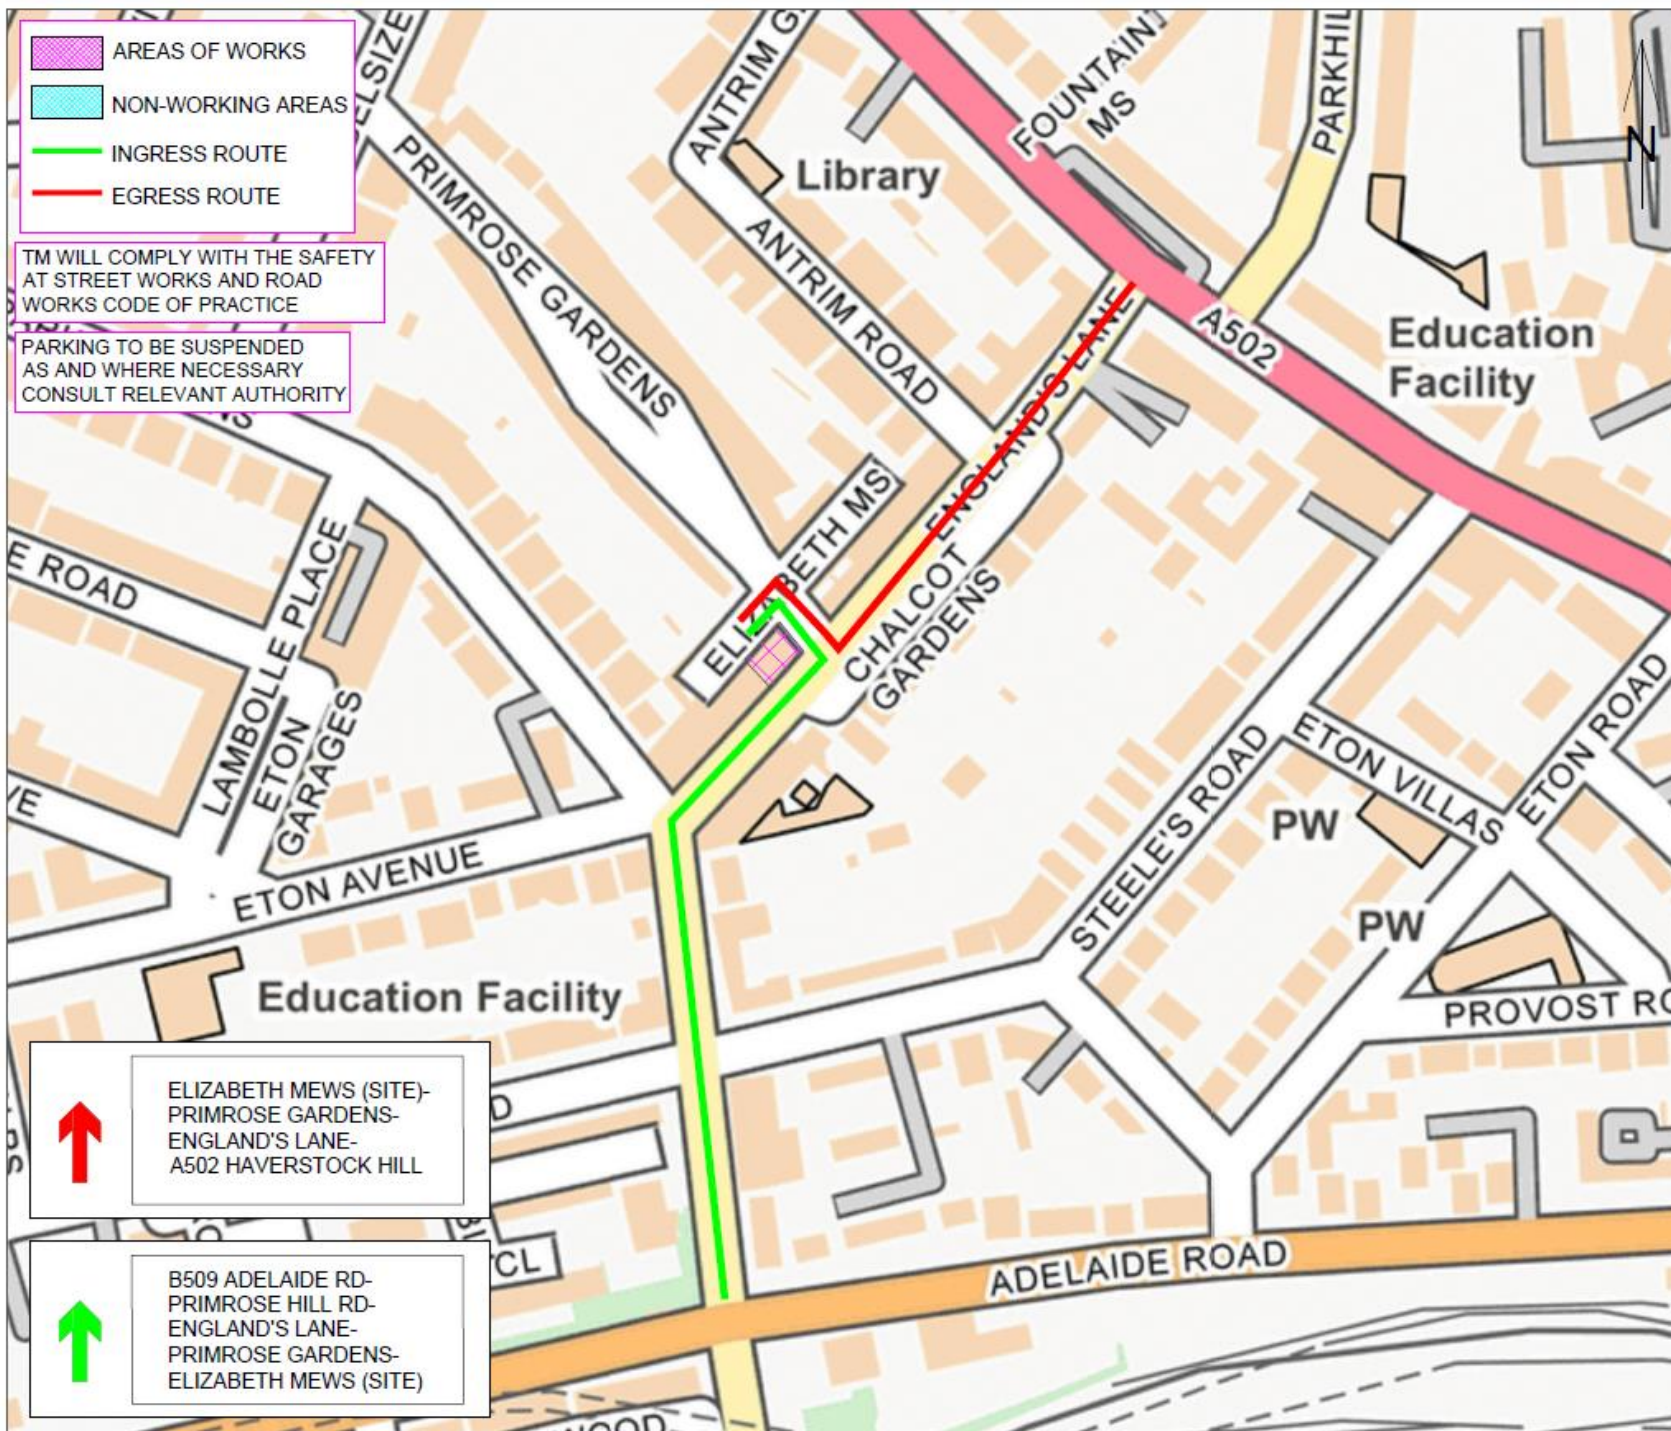 AREAS OF WORKS
NON-WORKING AREAS
INGRESS ROUTE
EGRESS ROUTE
TM WILL COMPLY WITH THE SAFETY
AT STREET WORKS AND ROAD
WORKS CODE OF PRACTICE
PARKING TO BE SUSPENDED
AS AND WHERE NECESSARY
CONSULT RELEVANT AUTHORITY
PRIMROSE GARDENS
ANTRIM G
Library
ANTRIM ROAD
FOUNTAIN
MS
PARKHIL
N
A502
Education
Facility
ENGLAND'S LANE
ELIZABETH MS
CHALCOT
GARDENS
E ROAD
LAMBOLLE PLACE
ETON
GARAGES
VE
ETON AVENUE
Education Facility
STEELE'S ROAD
ETON VILLAS
ETON ROAD
PW
PW
PROVOST RO
D
CL
ADELAIDE ROAD
WOOD
ELIZABETH MEWS (SITE)-
PRIMROSE GARDENS-
ENGLAND'S LANE-
A502 HAVERSTOCK HILL
B509 ADELAIDE RD-
PRIMROSE HILL RD-
ENGLAND'S LANE-
PRIMROSE GARDENS-
ELIZABETH MEWS (SITE)